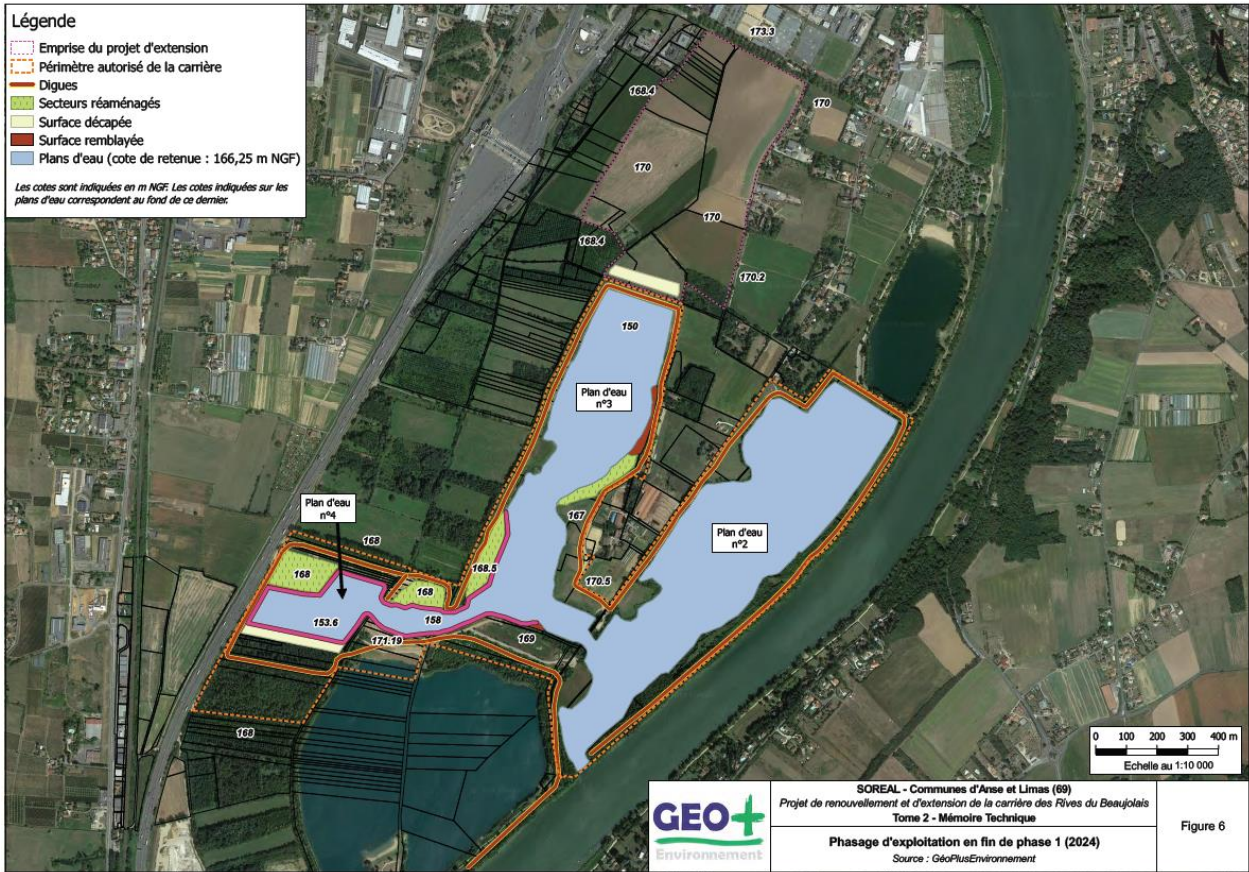 Légende
Emprise du projet d'extension
Périmètre autorisé de la carrière
Digues
Secteurs réaménagés
Surface décapée
Surface remblayée
Plans d'eau (cote de retenue : 166,25 m NGF)
Les cotes sont indiquées en m NGF. Les cotes indiquées sur les
plans d'eau correspondent au fond de ce dernier.
173.3
N
168.4
170
170
170
168.4
170.2
150
Plan d'eau
n°3
Plan d'eau
n°4
167
Plan d'eau
n°2
168
168.5
168
168
170.5
153.6
158
171.19
169
168
0 100 200 300 400 m
Echelle au 1:10 000
GEO+
Environnement
SOREAL - Communes d'Anse et Limas (69)
Projet de renouvellement et d'extension de la carrière des Rives du Beaujolais
Tome 2 - Mémoire Technique
Phasage d'exploitation en fin de phase 1 (2024)
Source : GéoPlusEnvironnement
Figure 6